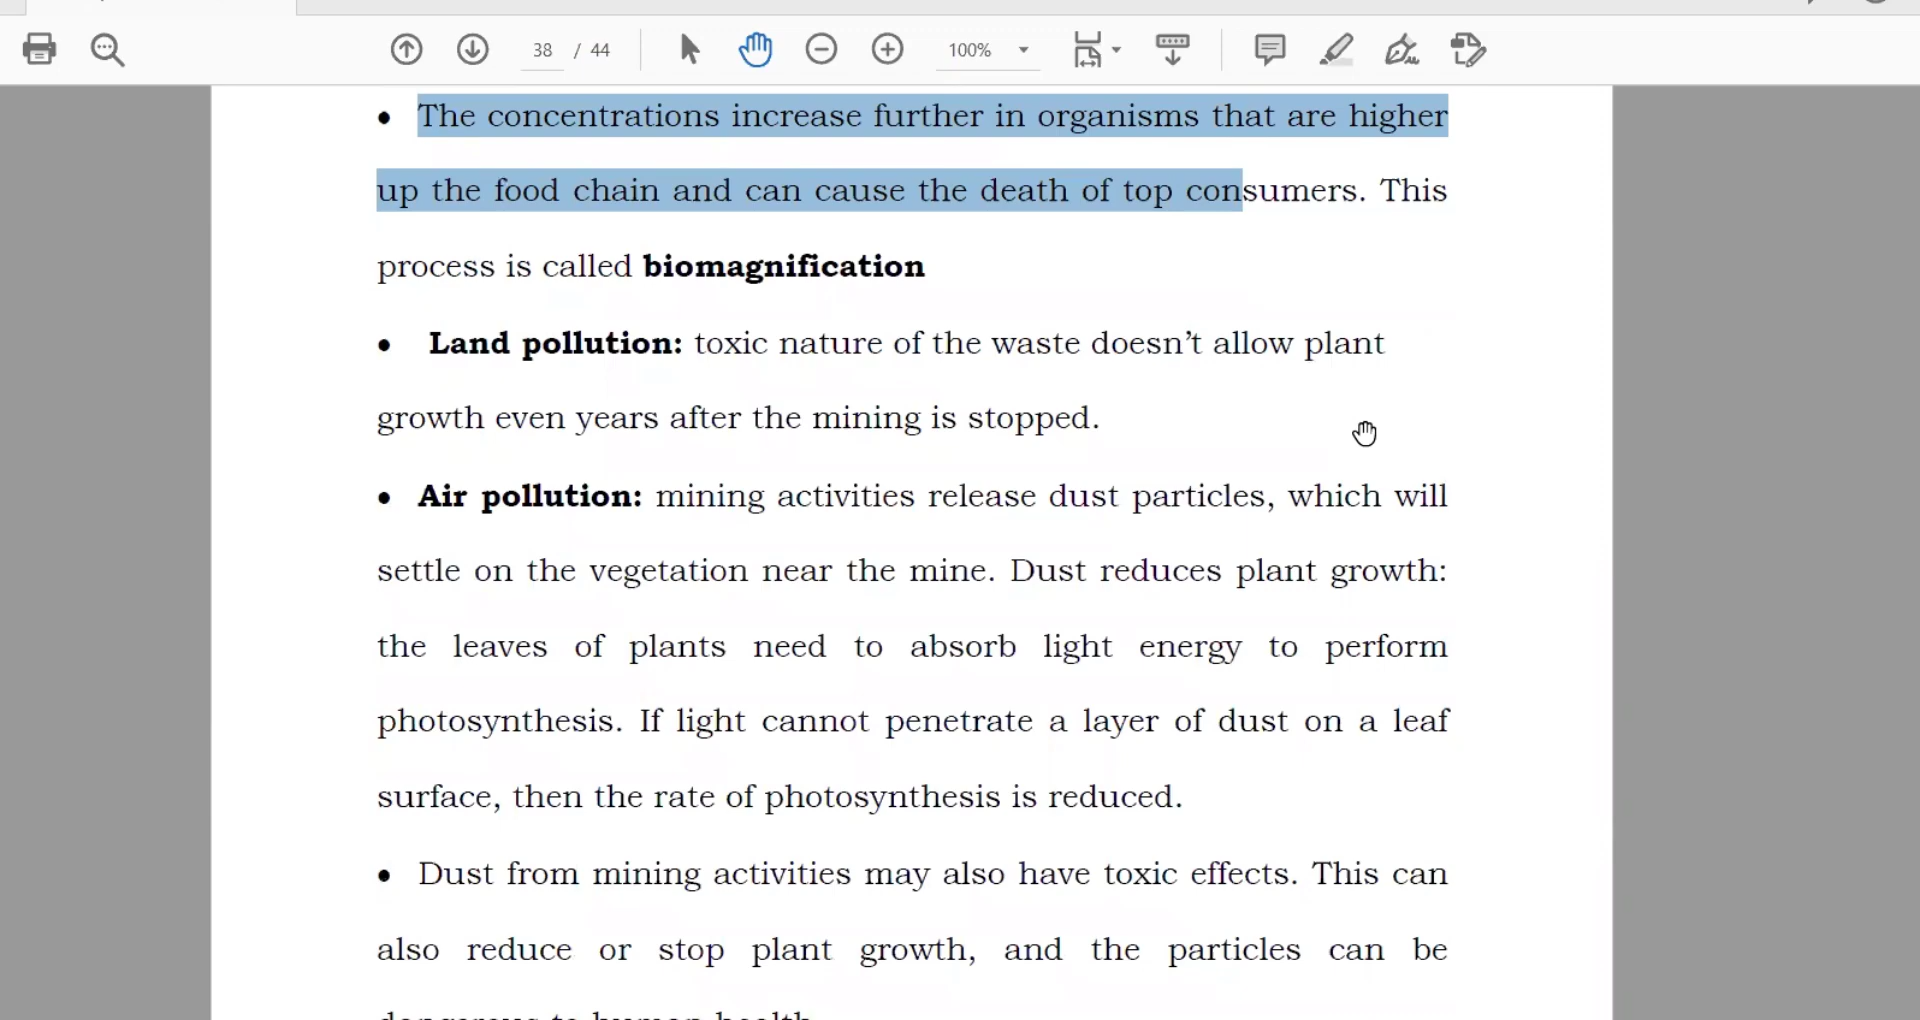 38 / 44
100%
• The concentrations increase further in organisms that are higher
up the food chain and can cause the death of top consumers. This
process is called biomagnification
• Land pollution: toxic nature of the waste doesn’t allow plant
growth even years after the mining is stopped.
• Air pollution: mining activities release dust particles, which will
settle on the vegetation near the mine. Dust reduces plant growth:
the leaves of plants need to absorb light energy to perform
photosynthesis. If light cannot penetrate a layer of dust on a leaf
surface, then the rate of photosynthesis is reduced.
• Dust from mining activities may also have toxic effects. This can
also reduce or stop plant growth, and the particles can be
dangerous to human health